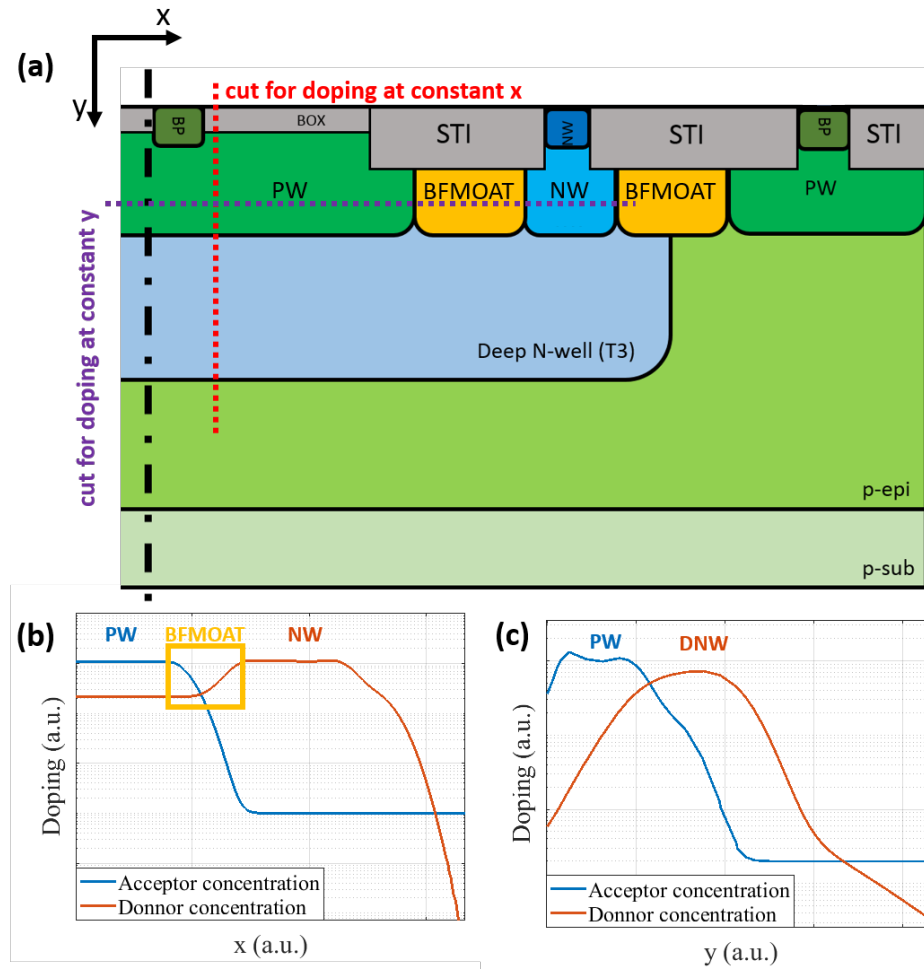 x
(a)
y
cut for doping at constant x
BP
BOX
STI
NW
STI
BP
STI
PW
BFMOAT
NW
BFMOAT
PW
cut for doping at constant y
Deep N-well (T3)
p-epi
p-sub
(b)
PW
BFMOAT
NW
Doping (a.u.)
Acceptor concentration
Donnor concentration
x (a.u.)
(c)
PW
DNW
Doping (a.u.)
Acceptor concentration
Donnor concentration
y (a.u.)